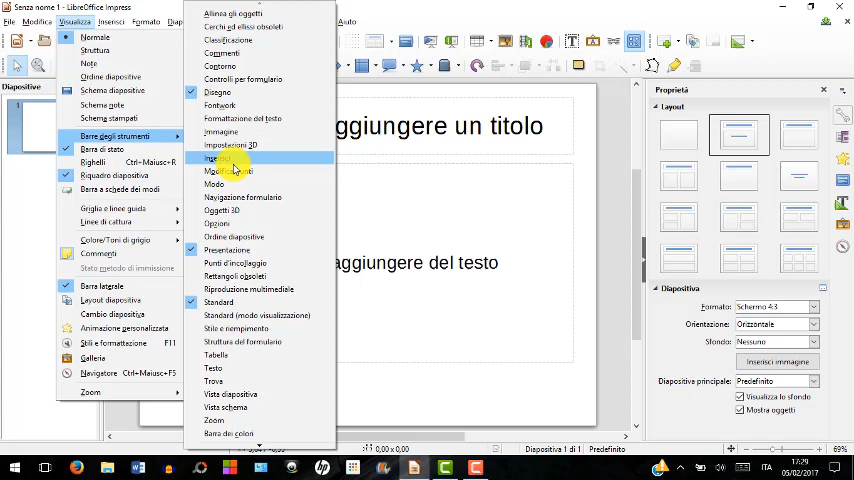 Senza nome 1 - LibreOffice Impress
File Modifica Visualizza Inserisci Formato
Normale
Struttura
Note
Ordine diapositive
Schema diapositive
Schema note
Schema stampati
Barre degli strumenti
Barra di stato
Righelli Ctrl+Maiusc+R
Riquadro diapositiva
Barra a schede dei modi
Griglia e linee guida
Linee di cattura
Colore/Toni di grigio
Commenti
Stato metodo di immissione
Barra laterale
Layout diapositiva
Cambio diapositiva
Animazione personalizzata
Stili e formattazione F11
Galleria
Navigatore Ctrl+Maiusc+F5
Zoom
Allinea gli oggetti
Cerchi ed ellissi obsoleti
Classificazione
Commenti
Contorno
Controlli per formulario
Disegno
Fontwork
Formattazione del testo
Immagine
Impostazioni 3D
Inserisci
Modo
Navigazione formulario
Oggetti 3D
Opzioni
Ordine diapositive
Presentazione
Punti d'incollaggio
Rettangoli obsoleti
Riproduzione multimediale
Standard
Standard (modo visualizzazione)
Stile e riempimento
Struttura del formulario
Tabella
Testo
Trova
Vista diapositiva
Vista schema
Zoom
Barra dei colori
Diapositive
1
ggiungere un titolo
aggiungere del testo
Proprietà
Layout
Diapositiva
Formato: Schermo 4:3
Orientazione: Orizzontale
Sfondo: Nessuno
Inserisci immagine
Diapositiva principale: Predefinito
Visualizza lo sfondo
Mostra oggetti
0,00 x 0,00
Diapositiva 1 di 1
Predefinito
69%
ITA
17:29
05/02/2017